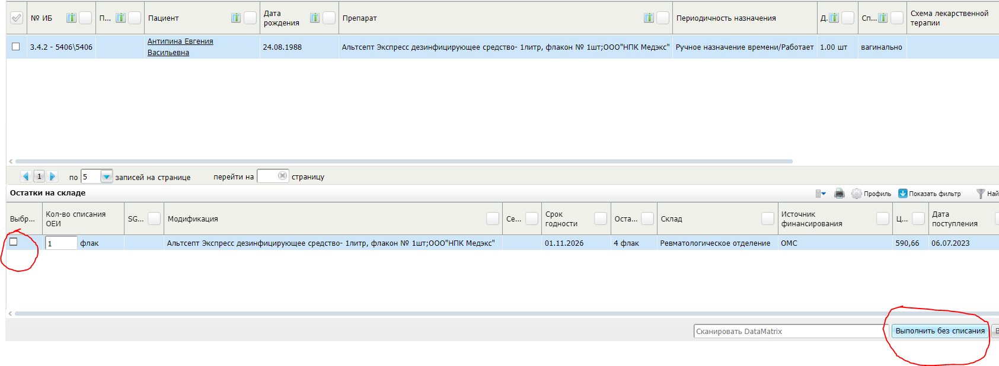 № ИБ
П...
Пациент
Дата
рождения
Препарат
Периодичность назначения
Д.
Сп...
Схема лекарственной
терапии
3.4.2 - 5406\5406
Антипина Евгения
Васильевна
24.08.1988
Альтсепт Экспресс дезинфицирующее средство- 1литр, флакон № 1шт;ООО"НПК Медэкс"
Ручное назначение времени/Работает
1.00 шт
вагинально
1
по
5
записей на странице
перейти на
страницу
Остатки на складе
Профиль
Показать фильтр
Най
Выбр...
Кол-во списания
ОЕИ
SG...
Модификация
Се...
Срок
годности
Оста...
Склад
Источник
финансирования
Ц...
Дата
поступления
1
флак
Альтсепт Экспресс дезинфицирующее средство- 1литр, флакон № 1шт;ООО"НПК Медэкс"
01.11.2026
4 флак
Ревматологическое отделение
ОМС
590,66
06.07.2023
Сканировать DataMatrix
Выполнить без списания